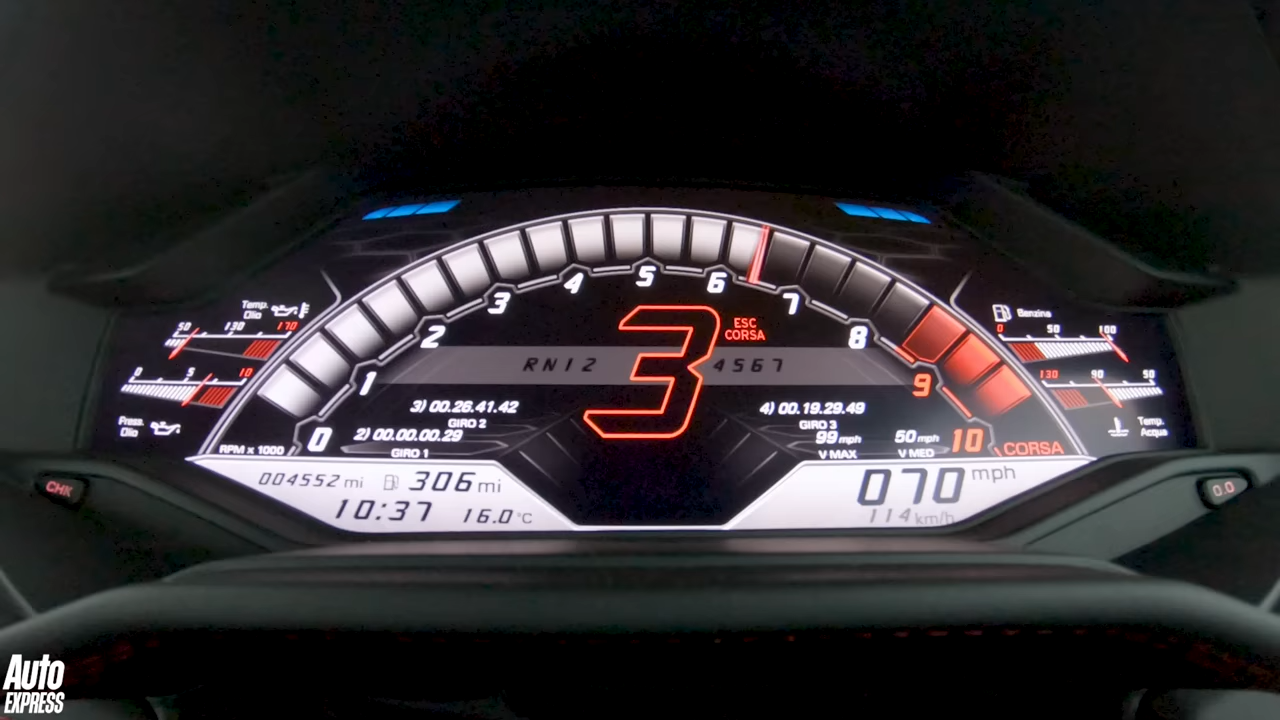 Temp.
Olio
50 130 170
0 5 10
Press.
Olio
RPM x 1000
0 1 2 3 4 5 6 7 8 9 10
3
ESC
CORSA
RN12 4567
3) 00.26.41.42
GIRO 2
2) 00.00.00.29
GIRO 1
4) 00.19.29.49
GIRO 3
99 mph
V MAX
50 mph
V MED
CORSA
Benzina
0 50 100
130 90 50
Temp.
Acqua
004552 mi 306 mi
10:37 16.0 °C
070 mph
114 km/h
CHK
0.0
Auto
EXPRESS